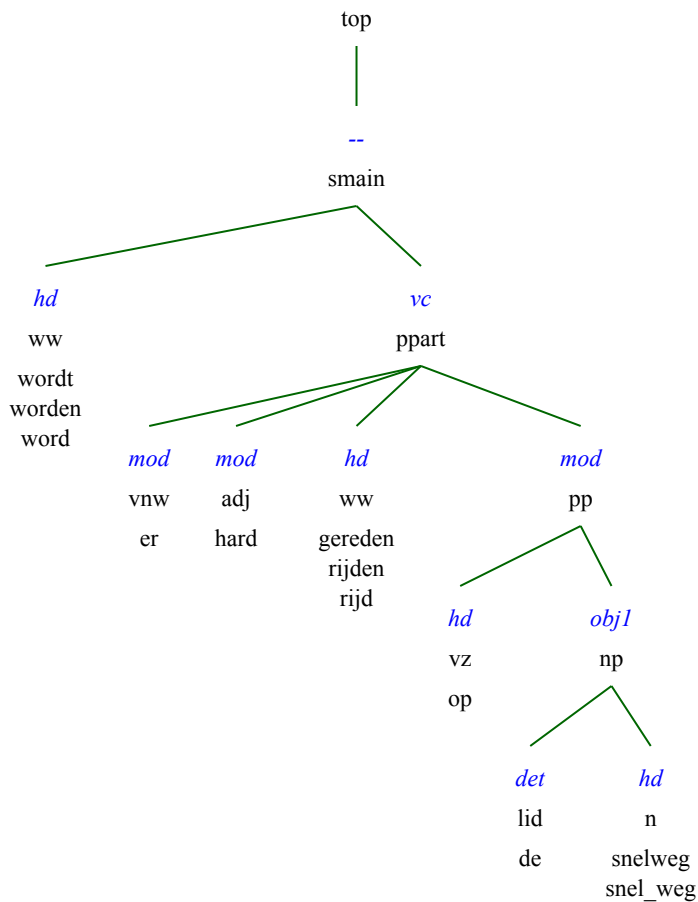 top
--
smain
hd vc
ww ppart
wordt
worden
word
mod mod hd mod
vnw adj ww pp
er hard gereden
rijden
rijd
hd obj1
vz np
op
det hd
lid n
de snelweg
snel_weg